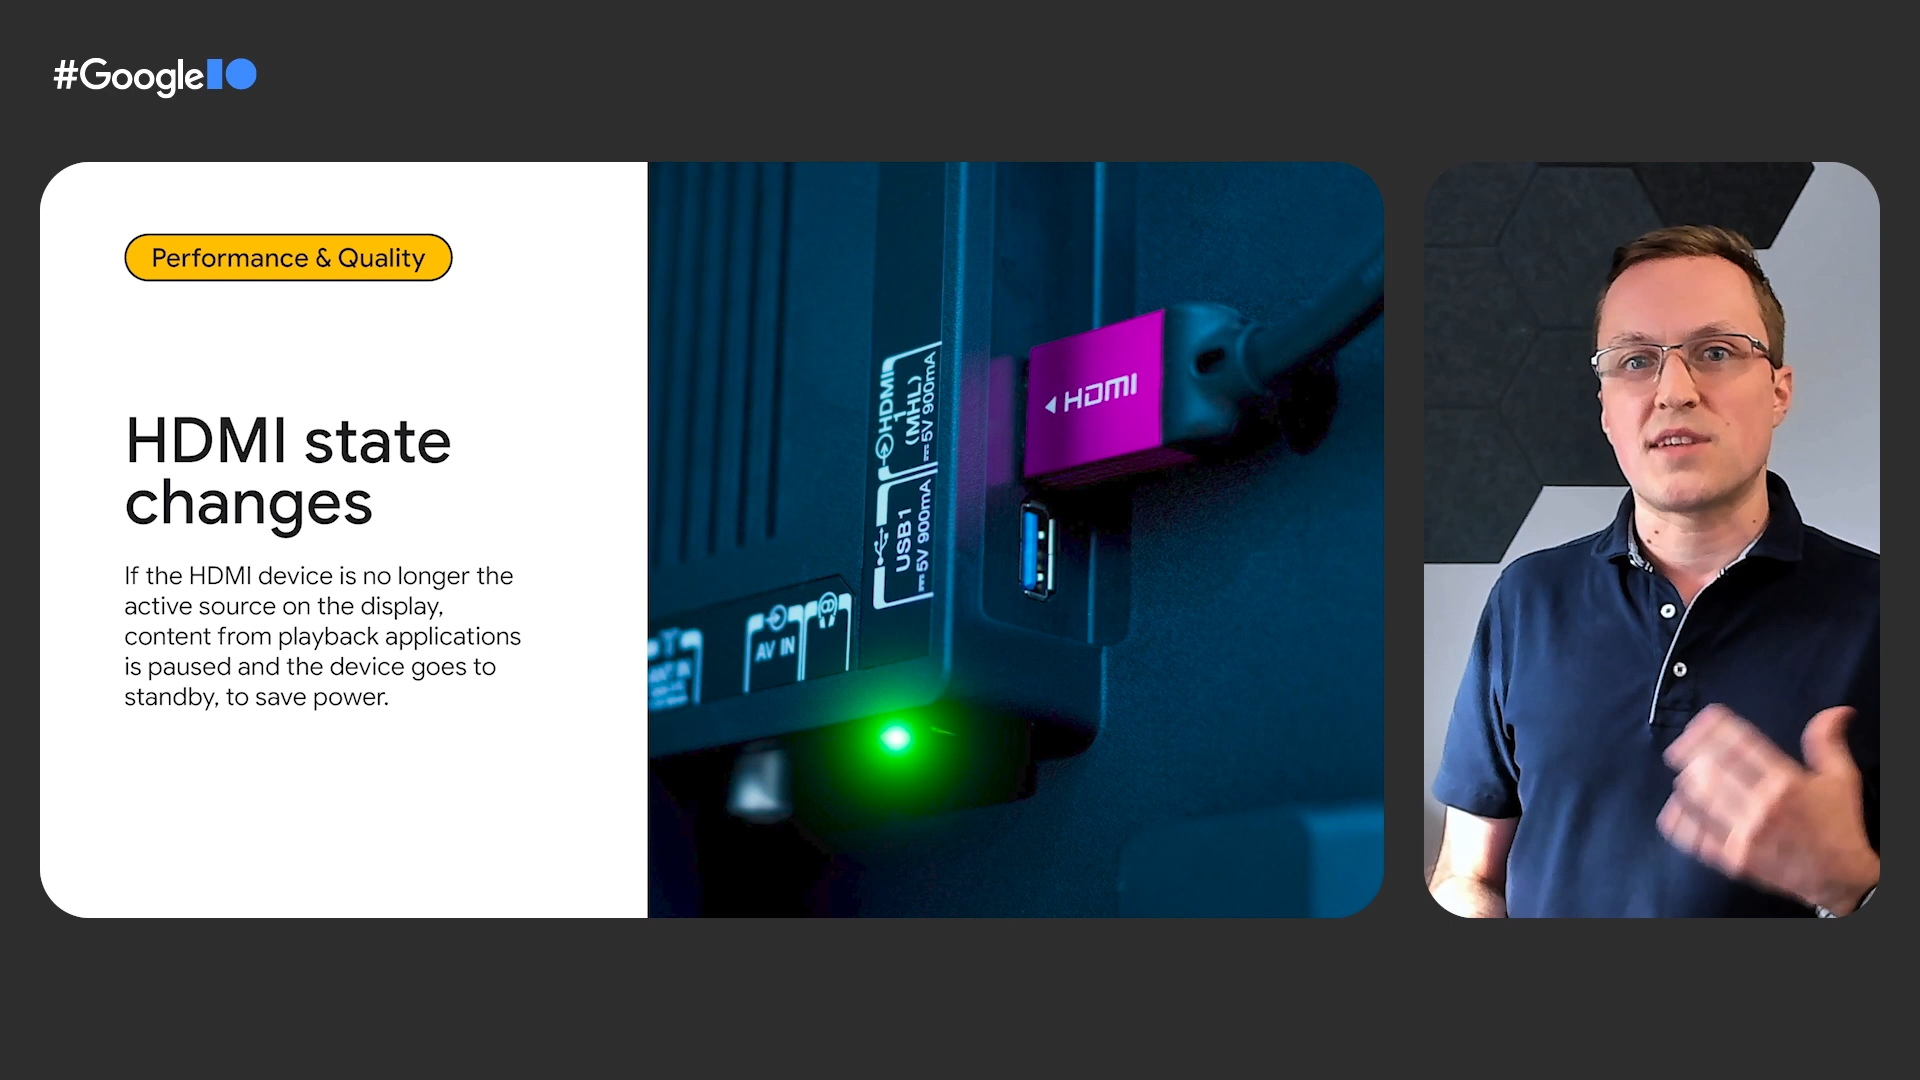 #GoogleIO
Performance & Quality
HDMI state
changes
If the HDMI device is no longer the
active source on the display,
content from playback applications
is paused and the device goes to
standby, to save power.
HDMI
1
(MHL)
5V 900mA
USB1
5V 900mA
HDMI
AV IN